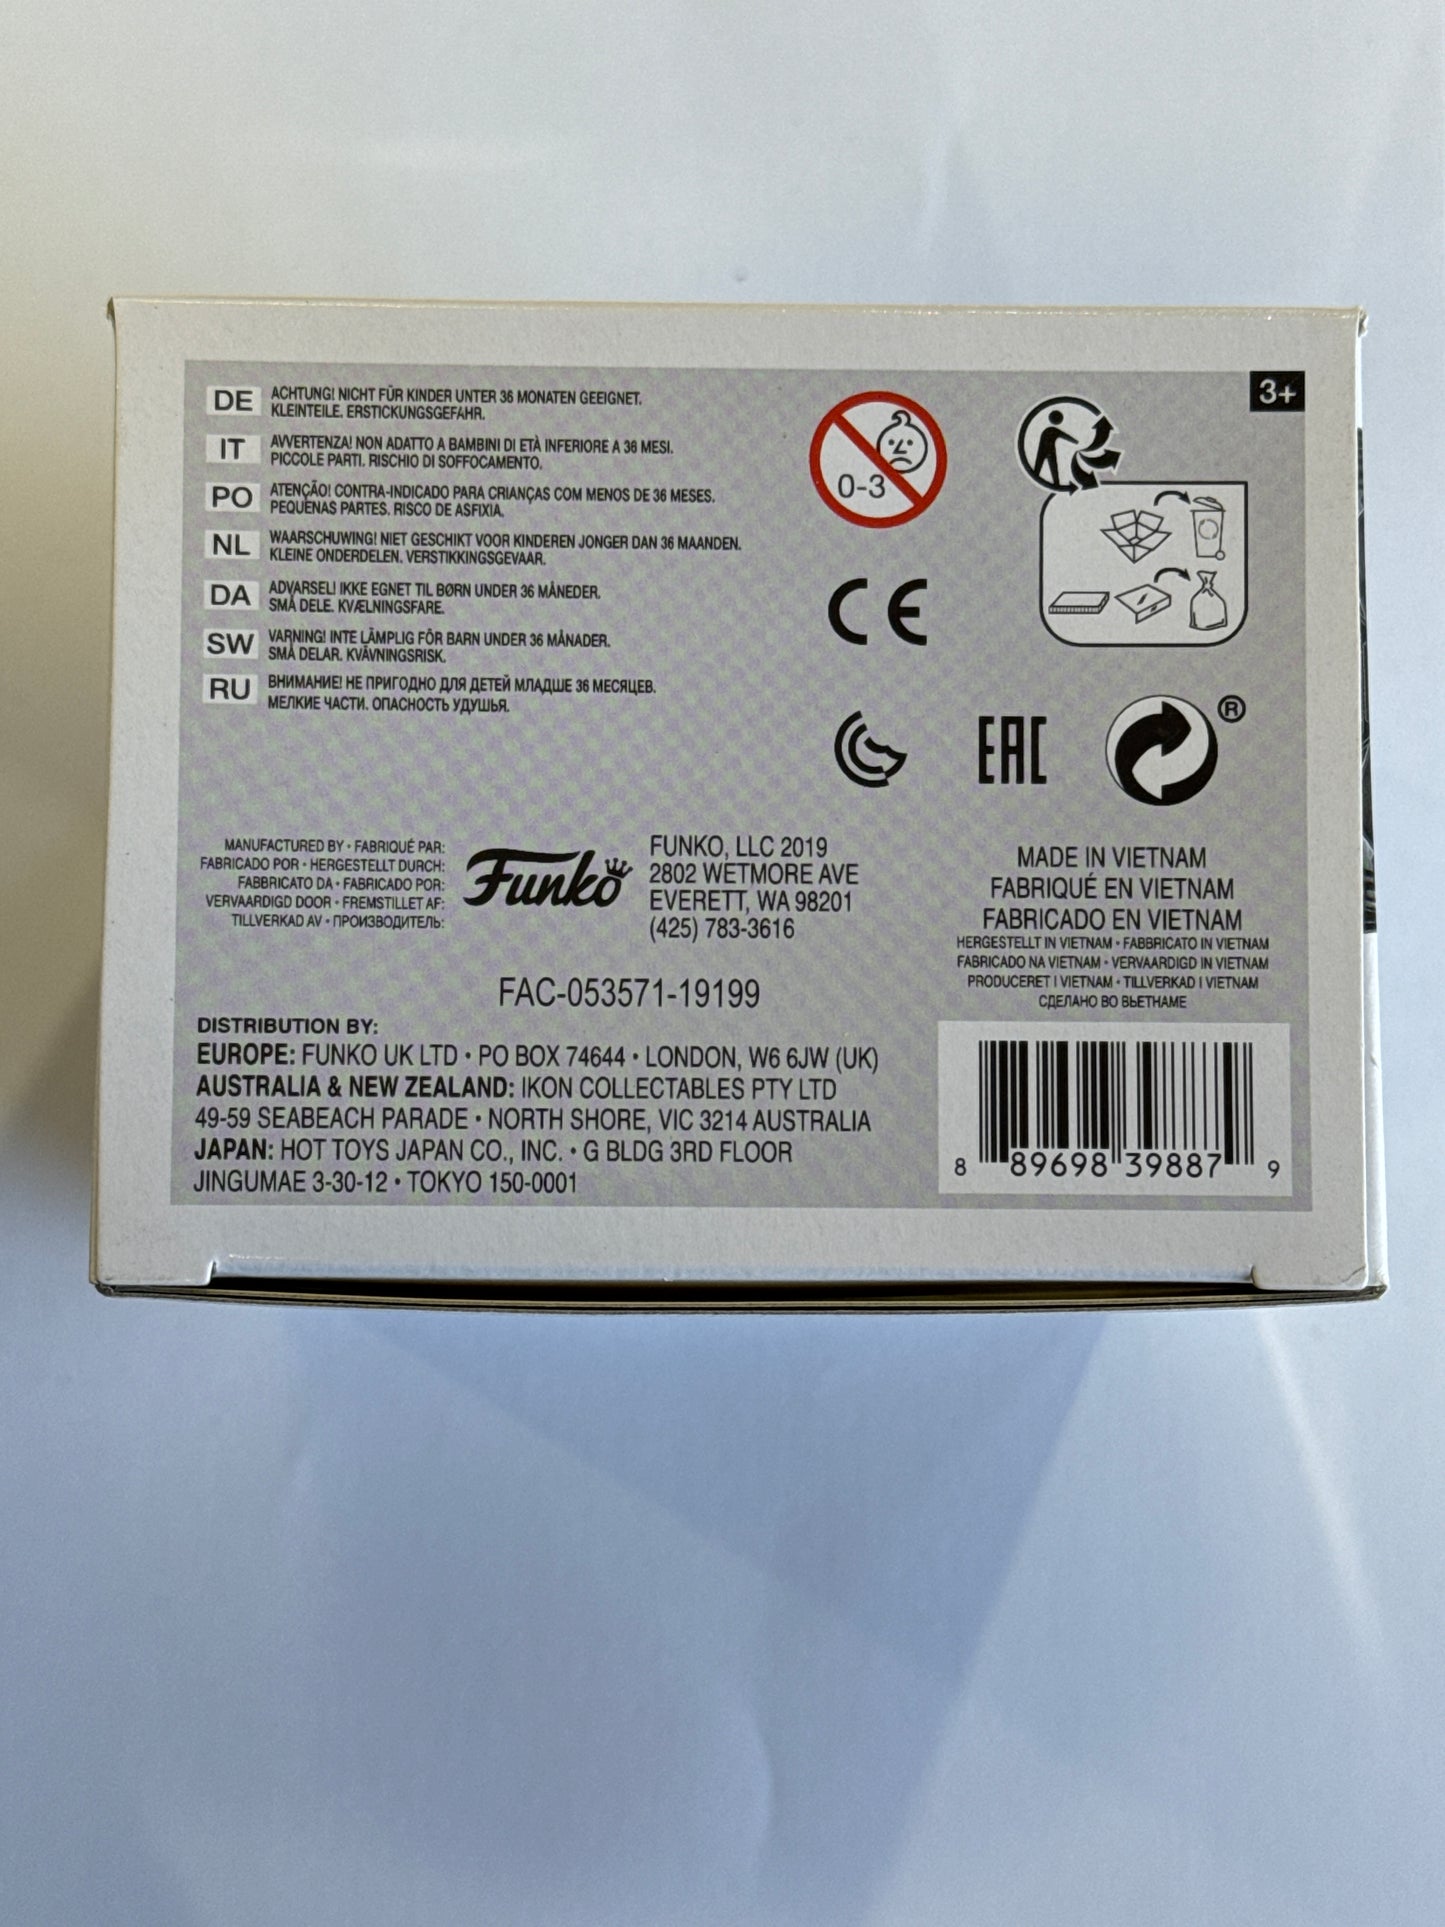 3+
DE ACHTUNG! NICHT FÜR KINDER UNTER 36 MONATEN GEEIGNET.
KLEINTEILE. ERSTICKUNGSGEFAHR.
IT AVVERTENZA! NON ADATTO A BAMBINI DI ETÀ INFERIORE A 36 MESI.
PICCOLE PARTI. RISCHIO DI SOFFOCAMENTO.
PO ATENÇÃO! CONTRA-INDICADO PARA CRIANÇAS COM MENOS DE 36 MESES.
PEQUENAS PARTES. RISCO DE ASFIXIA.
NL WAARSCHUWING! NIET GESCHIKT VOOR KINDEREN JONGER DAN 36 MAANDEN.
KLEINE ONDERDELEN. VERSTIKKINGSGEVAAR.
DA ADVARSEL! IKKE EGNET TIL BØRN UNDER 36 MÅNEDER.
SMÅ DELE. KVÆLNINGSFARE.
SW VARNING! INTE LÄMPLIG FÖR BARN UNDER 36 MÅNADER.
SMÅ DELAR. KVÄVNINGSRISK.
RU ВНИМАНИЕ! НЕ ПРИГОДНО ДЛЯ ДЕТЕЙ МЛАДШЕ 36 МЕСЯЦЕВ.
МЕЛКИЕ ЧАСТИ. ОПАСНОСТЬ УДУШЬЯ.
0-3
CE
EAC
®
MANUFACTURED BY • FABRIQUÉ PAR:
FABRICADO POR • HERGESTELLT DURCH:
FABBRICATO DA • FABRICADO POR:
VERVAARDIGD DOOR • FREMSTILLET AF:
TILLVERKAD AV • ПРОИЗВОДИТЕЛЬ:
Funko
FUNKO, LLC 2019
2802 WETMORE AVE
EVERETT, WA 98201
(425) 783-3616
MADE IN VIETNAM
FABRIQUÉ EN VIETNAM
FABRICADO EN VIETNAM
HERGESTELLT IN VIETNAM • FABBRICATO IN VIETNAM
FABRICADO NA VIETNAM • VERVAARDIGD IN VIETNAM
PRODUCERET I VIETNAM • TILLVERKAD I VIETNAM
СДЕЛАНО ВО ВЬЕТНАМЕ
FAC-053571-19199
DISTRIBUTION BY:
EUROPE: FUNKO UK LTD • PO BOX 74644 • LONDON, W6 6JW (UK)
AUSTRALIA & NEW ZEALAND: IKON COLLECTABLES PTY LTD
49-59 SEABEACH PARADE • NORTH SHORE, VIC 3214 AUSTRALIA
JAPAN: HOT TOYS JAPAN CO., INC. • G BLDG 3RD FLOOR
JINGUMAE 3-30-12 • TOKYO 150-0001
8 89698 39887 9